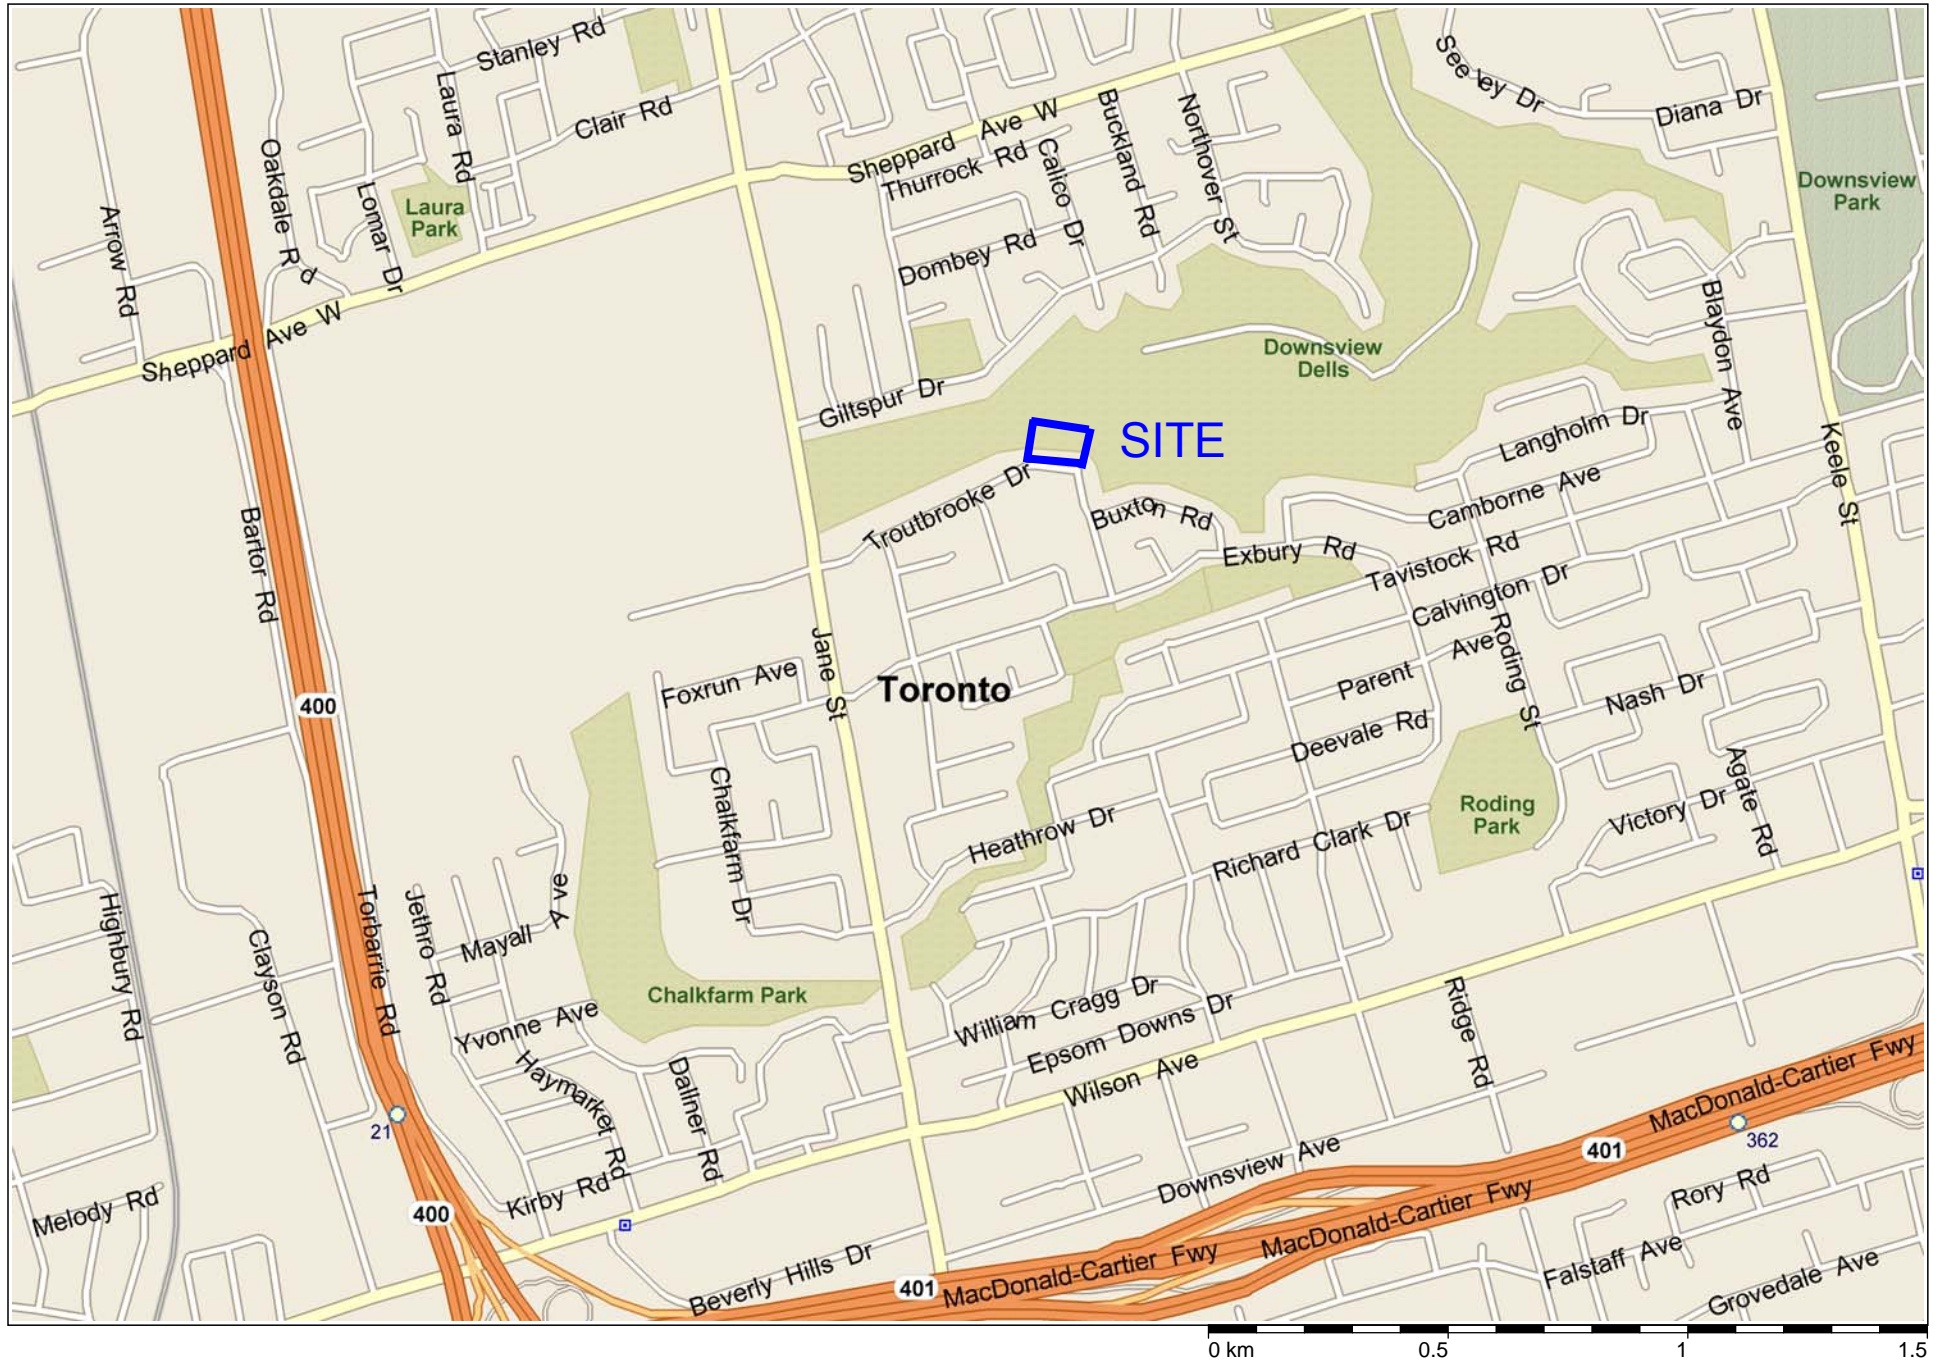 Stanley Rd
Laura Rd
Clair Rd
Oakdale Rd
Lomar Dr
Laura
Park
Arrow Rd
Sheppard Ave W
Sheppard Ave W
Thurrock Rd
Calico Dr
Buckland Rd
Northover St
Dombey Rd
Seeley Dr
Diana Dr
Downsview
Park
Blaydon Ave
Downsview
Dells
Giltspur Dr
SITE
Langholm Dr
Keele St
Troutbrooke Dr
Buxton Rd
Camborne Ave
Exbury Rd
Tavistock Rd
Calvington Dr
Bartor Rd
Jane St
Foxrun Ave
Toronto
Parent Ave
Roding St
Nash Dr
400
Deevale Rd
Chalkfarm Dr
Heathrow Dr
Richard Clark Dr
Roding
Park
Victory Dr
Agate Rd
Highbury Rd
Clayson Rd
Torbarrie Rd
Jethro Rd
Mayall Ave
Chalkfarm Park
Yvonne Ave
Haymarket Rd
Dallner Rd
William Cragg Dr
Epsom Downs Dr
Wilson Ave
Ridge Rd
MacDonald-Cartier Fwy
21
362
401
Melody Rd
400
Kirby Rd
Downsview Ave
Rory Rd
Beverly Hills Dr
401
MacDonald-Cartier Fwy
MacDonald-Cartier Fwy
Falstaff Ave
Grovedale Ave
0 km 0.5 1 1.5